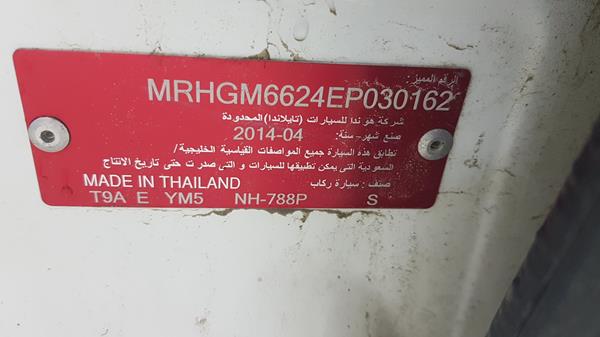 الرقم المميز:
MRHGM6624EP030162
شركة هوندا للسيارات (تايلاندا) المحدودة
صنع شهر- سنة: 2014-04
تطابق هذه السيارة جميع المواصفات القياسية الخليجية/
السعودية التى يمكن تطبيقها للسيارات و التى صدرت حتى تاريخ الانتاج
صنف : سيارة ركاب
MADE IN THAILAND
T9A E YM5 NH-788P S